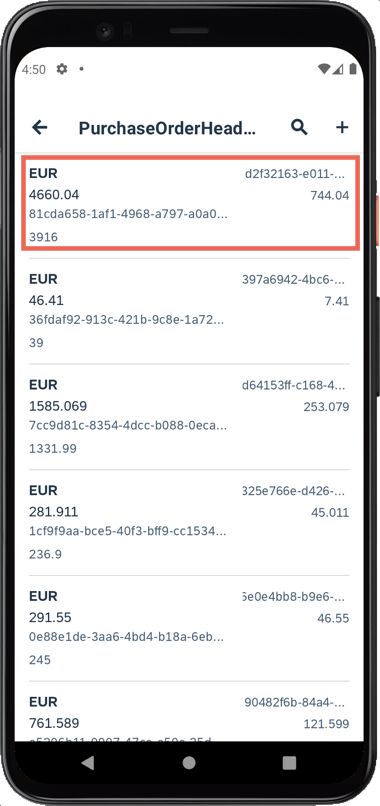 4:50
PurchaseOrderHead...
EUR d2f32163-e011-...
4660.04 744.04
81cda658-1af1-4968-a797-a0a0...
3916
EUR 397a6942-4bc6-...
46.41 7.41
36fdaf92-913c-421b-9c8e-1a72...
39
EUR d64153ff-c168-4...
1585.069 253.079
7cc9d81c-8354-4dcc-b088-0eca...
1331.99
EUR 325e766e-d426-...
281.911 45.011
1cf9f9aa-bce5-40f3-bff9-cc1534...
236.9
EUR 5e0e4bb8-b9e6-...
291.55 46.55
0e88e1de-3aa6-4bd4-b18a-6eb...
245
EUR 90482f6b-84a4-...
761.589 121.599